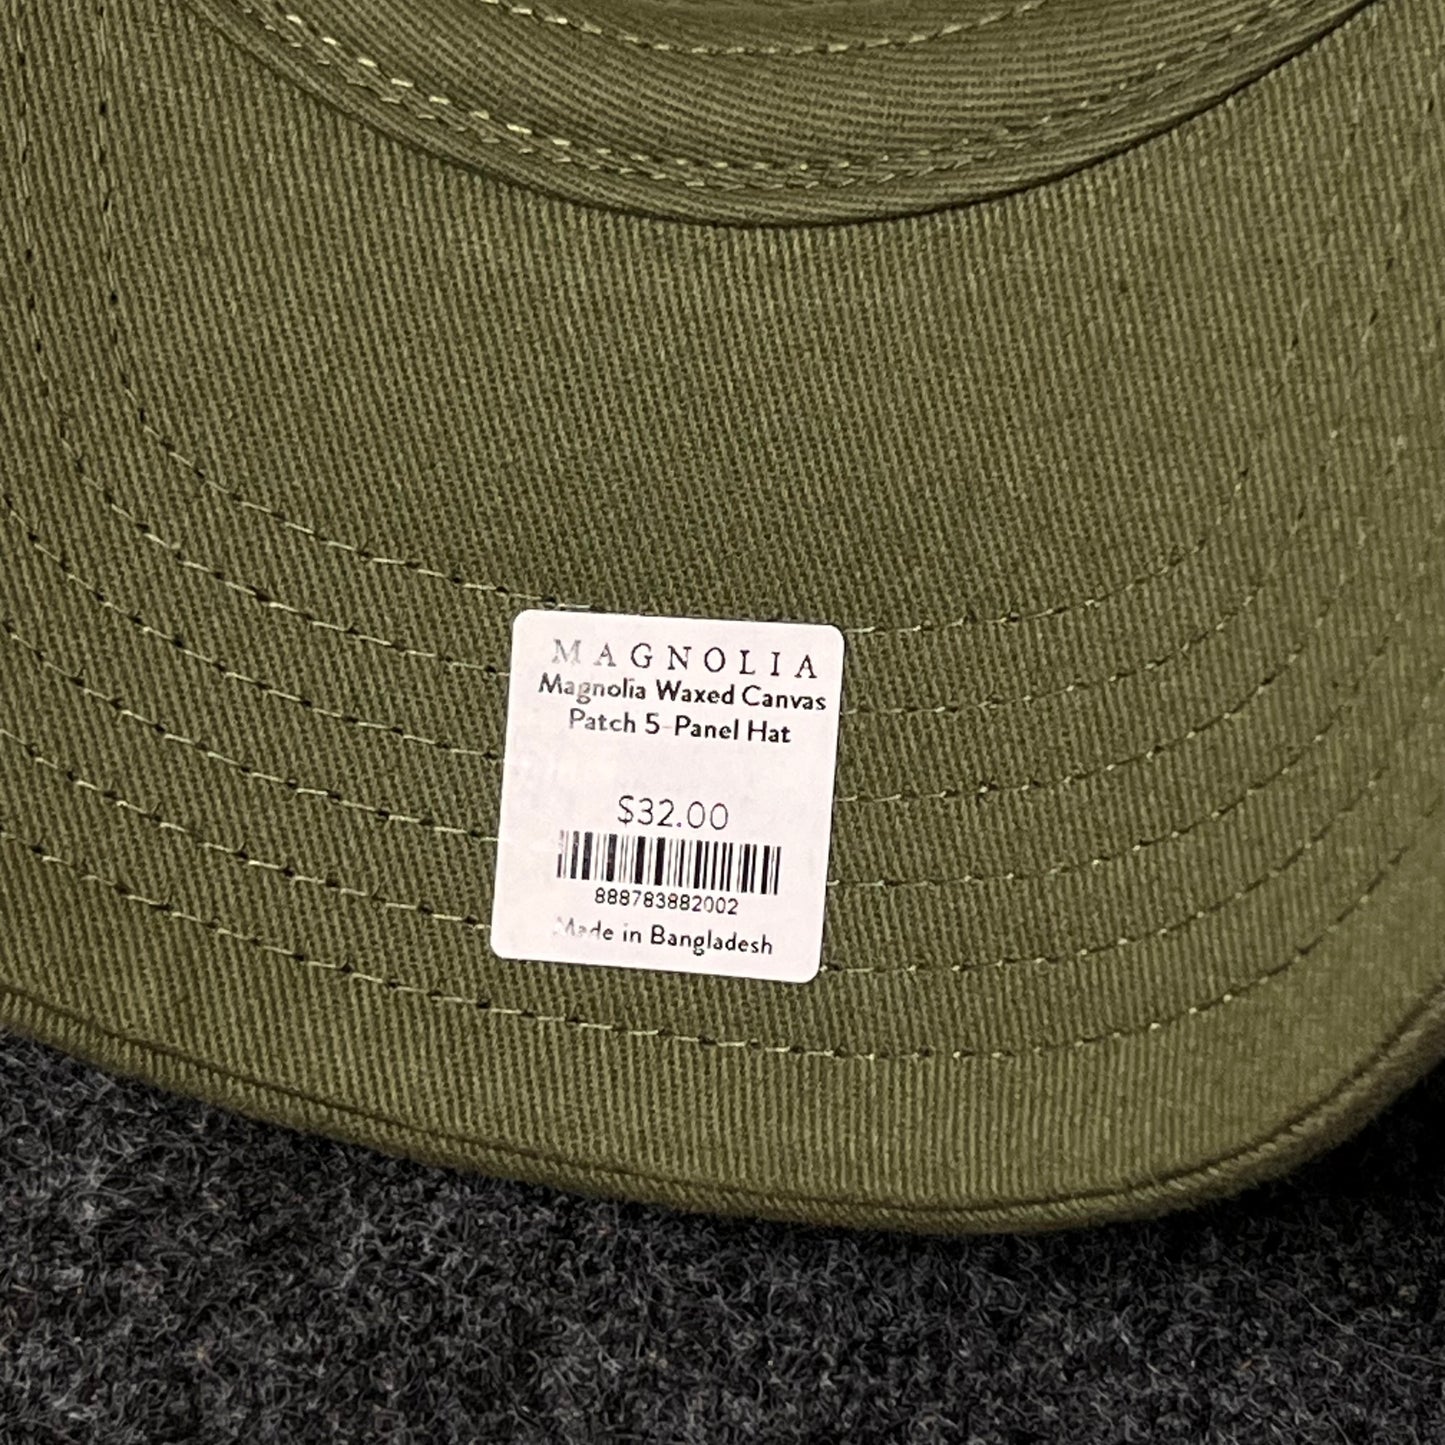 MAGNOLIA
Magnolia Waxed Canvas
Patch 5-Panel Hat
$32.00
888783882002
Made in Bangladesh